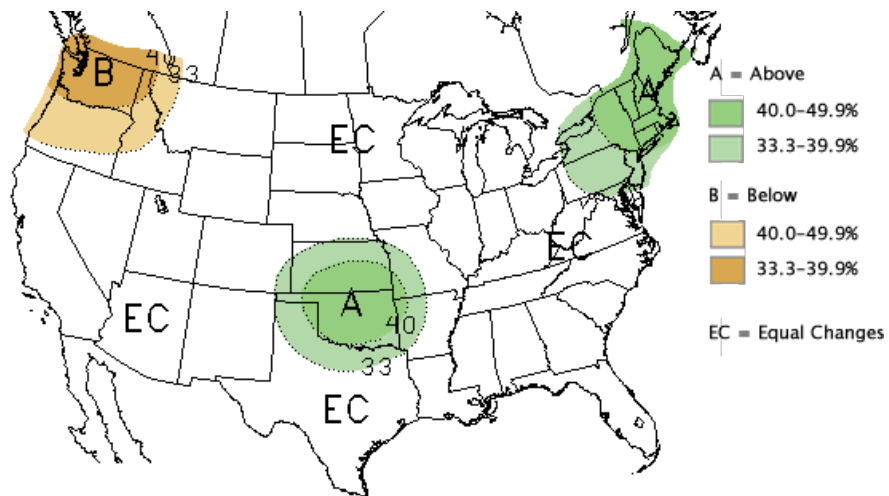 40
33
B
A
EC
EC
EC
A
40
33
EC
A = Above
40.0-49.9%
33.3-39.9%
B = Below
40.0-49.9%
33.3-39.9%
EC = Equal Changes